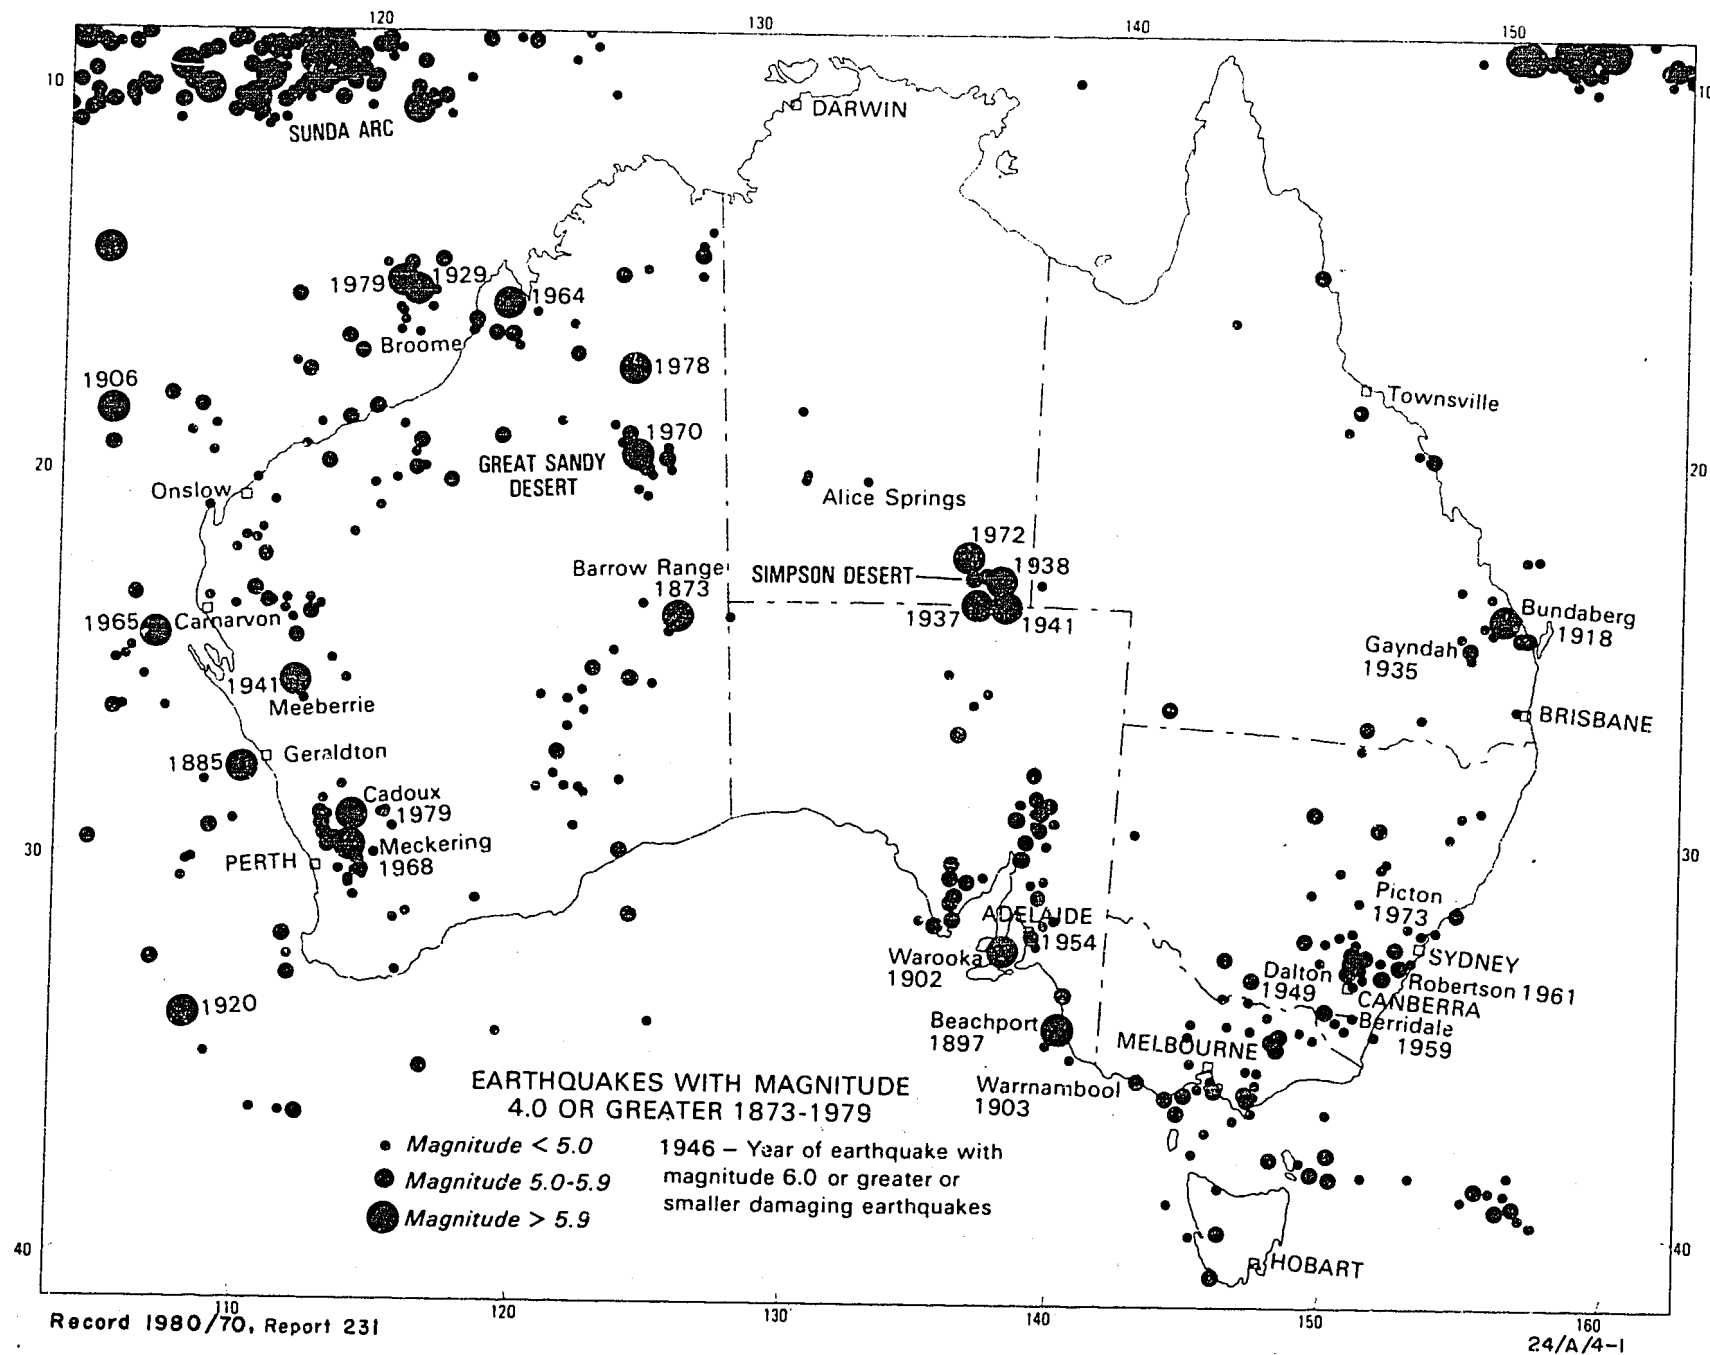 120
130
140
150
10
10
DARWIN
SUNDA ARC
1979
1929
1964
Broome
1978
1906
Townsville
1970
GREAT SANDY
DESERT
20
20
Onslow
Alice Springs
1972
1938
Barrow Range
1873
SIMPSON DESERT
1937
1941
1965
Carnarvon
Bundaberg
1918
Gayndah
1935
1941
Meeberrie
BRISBANE
1885
Geraldton
Cadoux
1979
Meckering
1968
PERTH
30
30
Picton
1973
ADELAIDE
1954
Warooka
1902
SYDNEY
Dalton
1949
Robertson 1961
CANBERRA
Berridale
1959
1920
Beachport
1897
MELBOURNE
Warrnambool
1903
EARTHQUAKES WITH MAGNITUDE
4.0 OR GREATER 1873-1979
Magnitude < 5.0
Magnitude 5.0-5.9
Magnitude > 5.9
1946 – Year of earthquake with
magnitude 6.0 or greater or
smaller damaging earthquakes
HOBART
40
40
110
120
130
140
150
160
Record 1980/70, Report 231
24/A/4-1